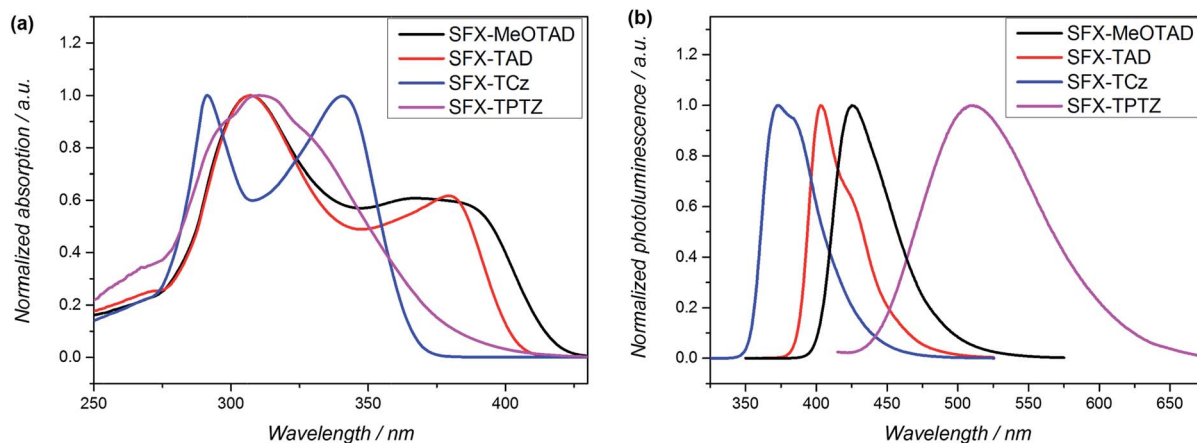 (a)
Normalized absorption / a.u.
1.2
1.0
0.8
0.6
0.4
0.2
0.0
SFX-MeOTAD
SFX-TAD
SFX-TCz
SFX-TPTZ
250
300
350
400
Wavelength / nm
(b)
Normalized photoluminescence / a.u.
1.2
1.0
0.8
0.6
0.4
0.2
0.0
SFX-MeOTAD
SFX-TAD
SFX-TCz
SFX-TPTZ
350
400
450
500
550
600
650
Wavelength / nm